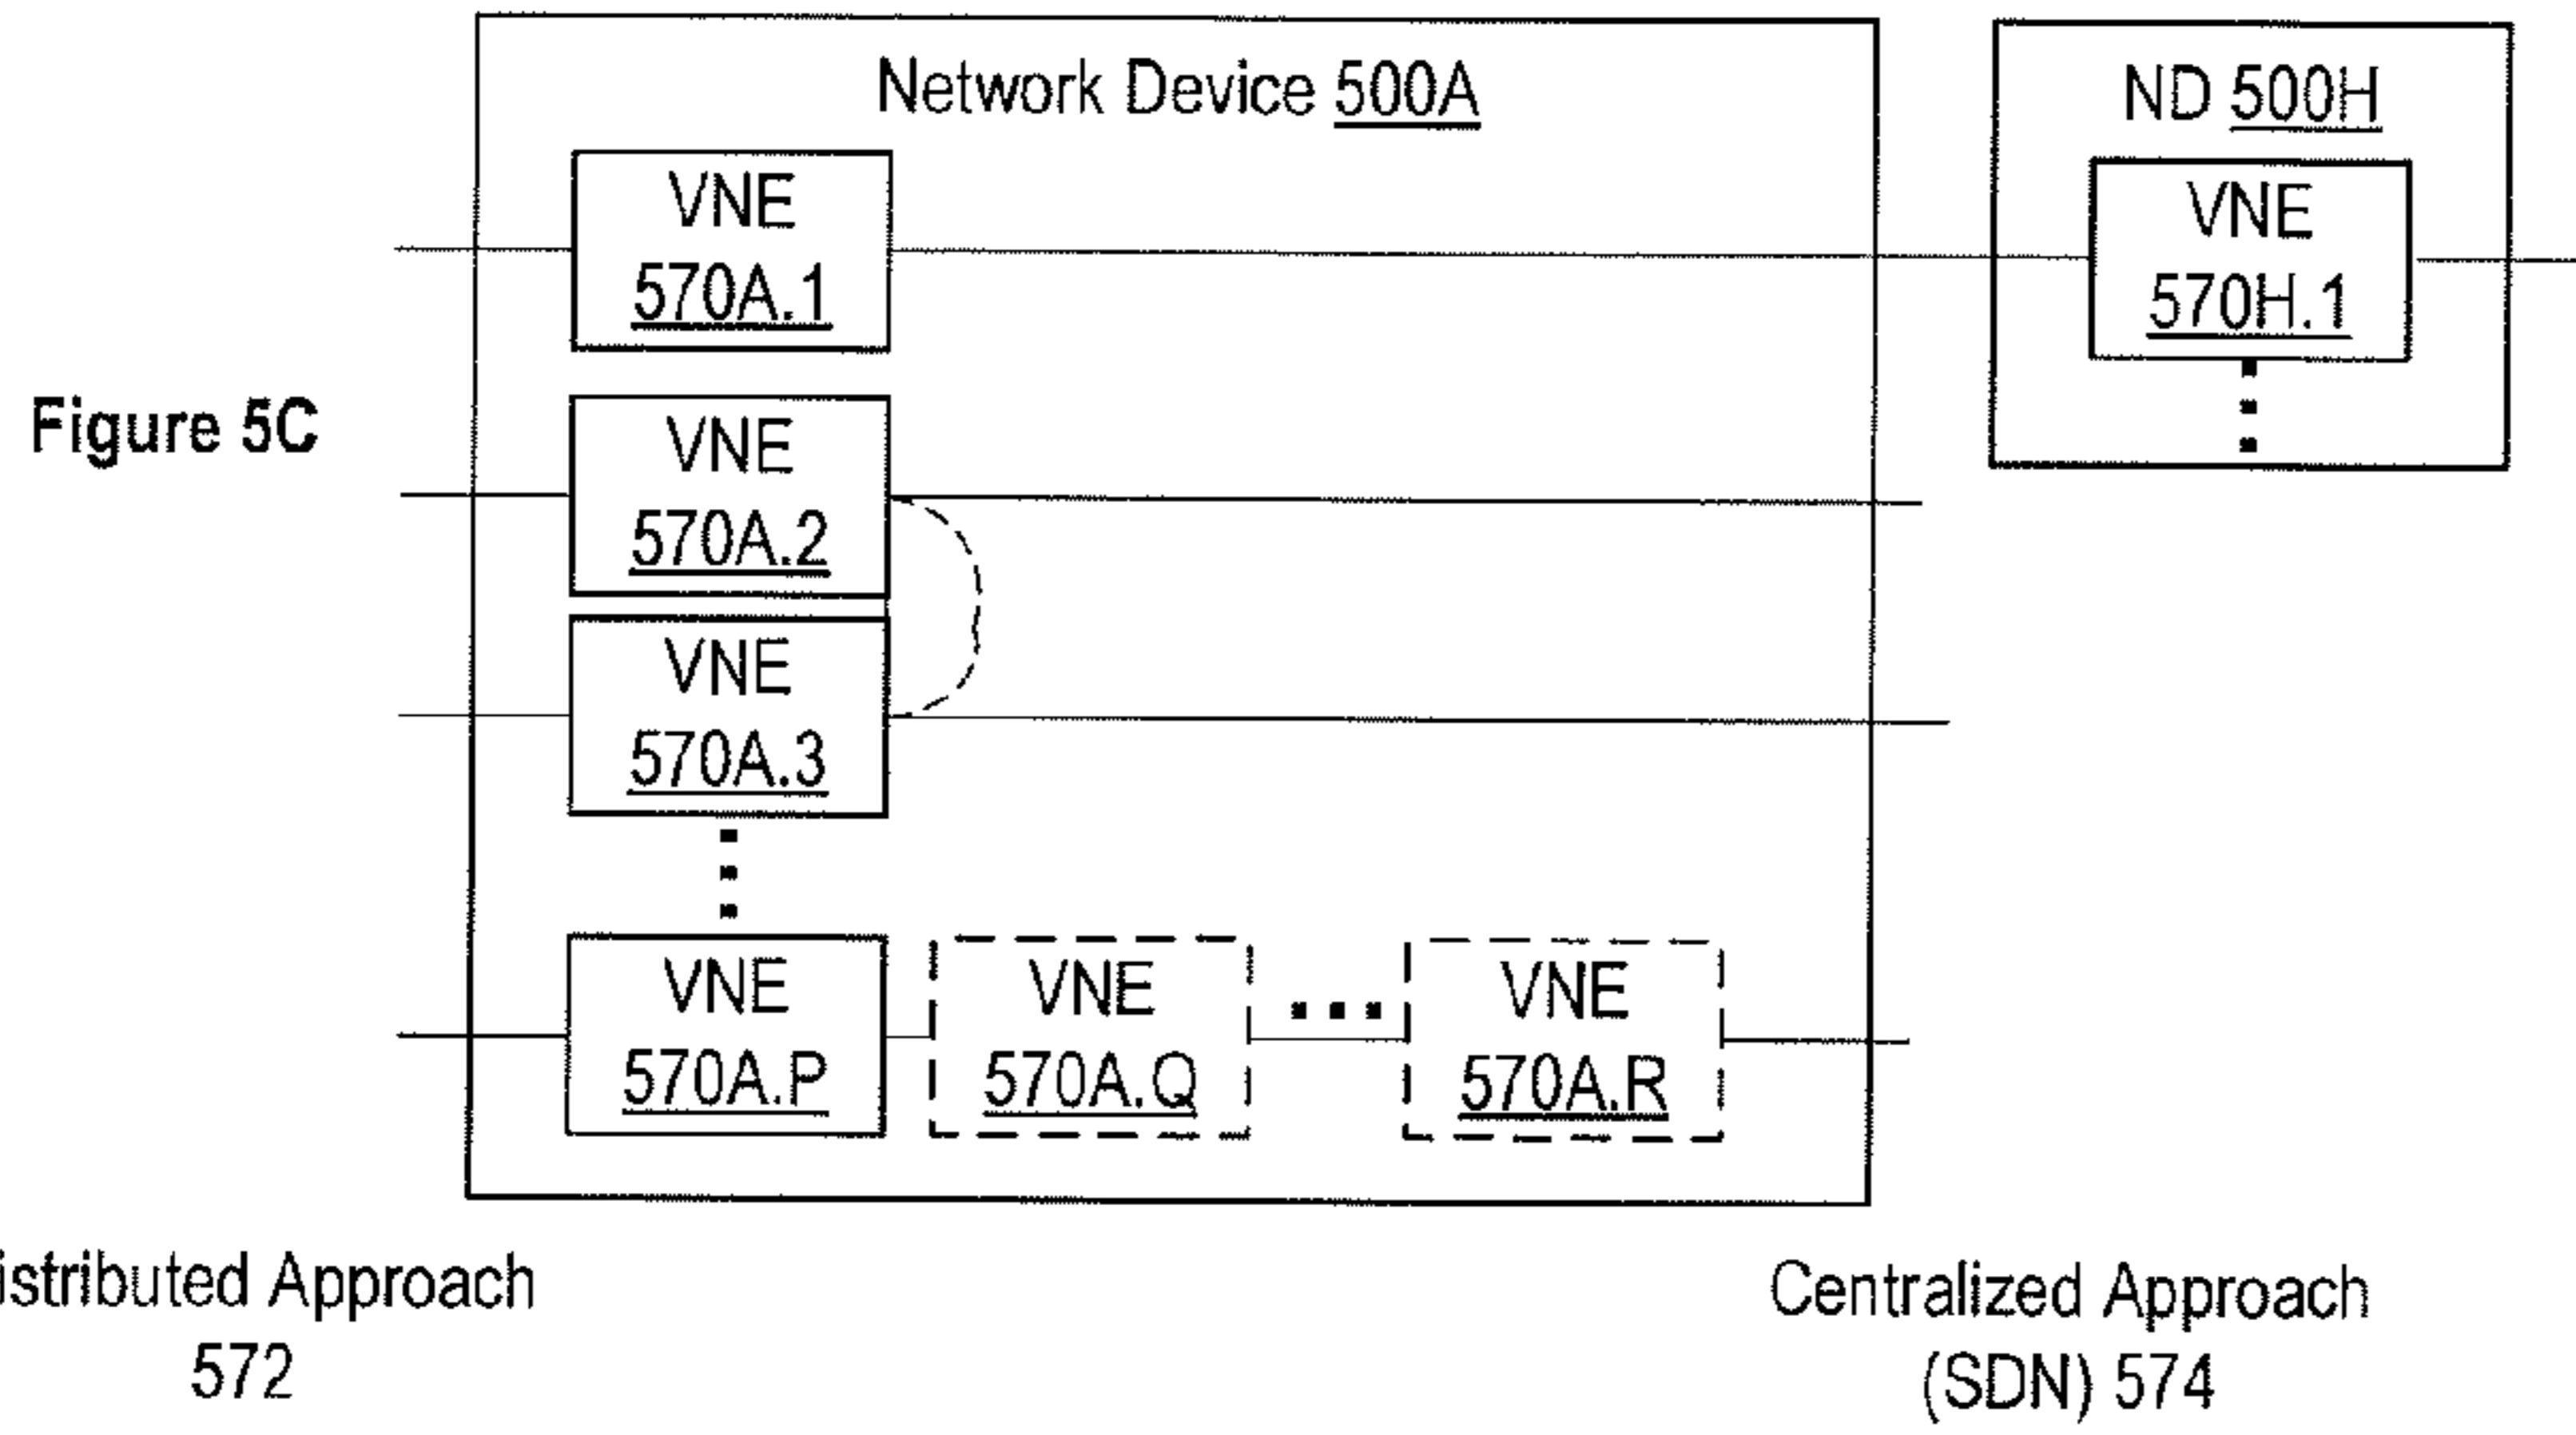 Network Device 500A
ND 500H
VNE
570A.1
VNE
570H.1
Figure 5C
VNE
570A.2
VNE
570A.3
VNE
570A.P
VNE
570A.Q
VNE
570A.R
istributed Approach
572
Centralized Approach
(SDN) 574